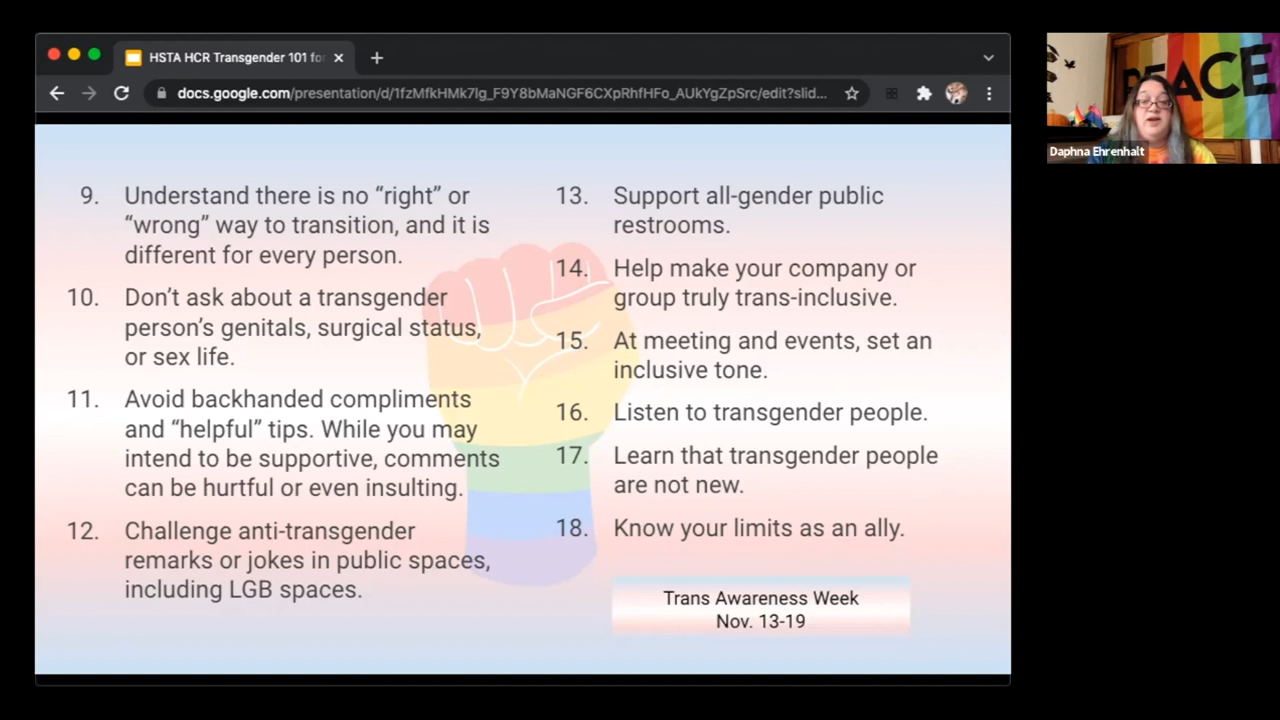 HSTA HCR Transgender 101 fo
docs.google.com/presentation/d/1fzMfkHMk7lg_F9Y8bMaNGF6CXpRhfHFo_AUkYgZpSrc/edit?slid...
9. Understand there is no “right” or
“wrong” way to transition, and it is
different for every person.
10. Don’t ask about a transgender
person’s genitals, surgical status,
or sex life.
11. Avoid backhanded compliments
and “helpful” tips. While you may
intend to be supportive, comments
can be hurtful or even insulting.
12. Challenge anti-transgender
remarks or jokes in public spaces,
including LGB spaces.
13. Support all-gender public
restrooms.
14. Help make your company or
group truly trans-inclusive.
15. At meeting and events, set an
inclusive tone.
16. Listen to transgender people.
17. Learn that transgender people
are not new.
18. Know your limits as an ally.
Trans Awareness Week
Nov. 13-19
PEACE
Daphna Ehrenhalt